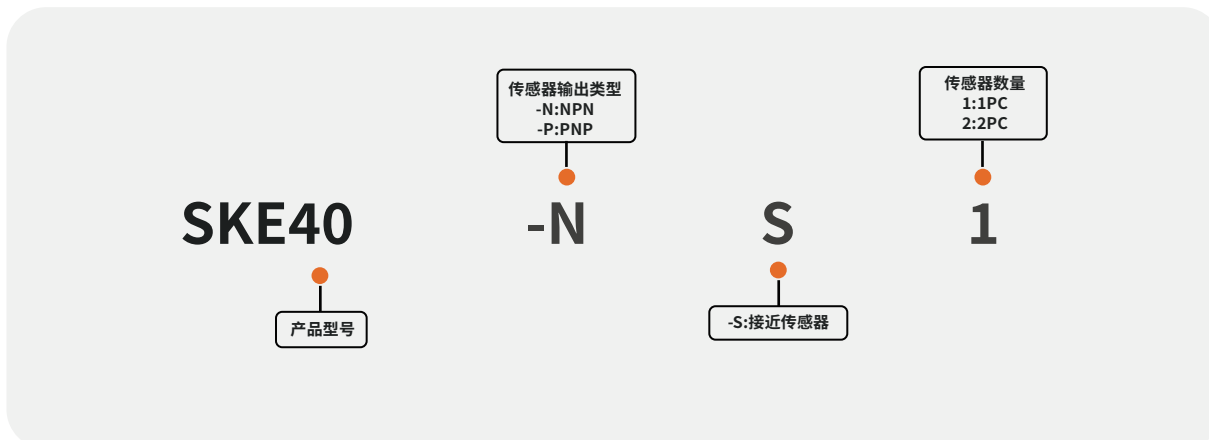 传感器输出类型
-N:NPN
-P:PNP
传感器数量
1:1PC
2:2PC
SKE40 -N S 1
产品型号
-S:接近传感器